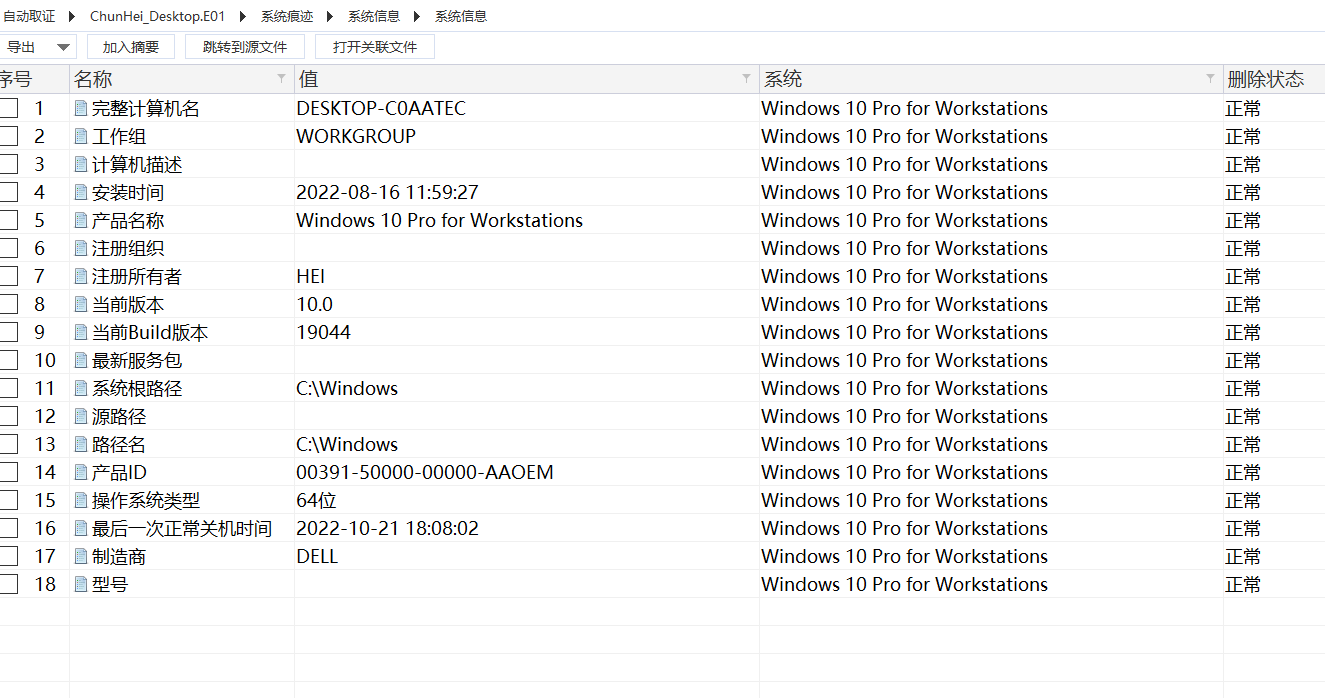 自动取证 ChunHei_Desktop.E01 系统痕迹 系统信息 系统信息
导出 加入摘要 跳转到源文件 打开关联文件
序号 名称 值 系统 删除状态
1 完整计算机名 DESKTOP-C0AATEC Windows 10 Pro for Workstations 正常
2 工作组 WORKGROUP Windows 10 Pro for Workstations 正常
3 计算机描述 Windows 10 Pro for Workstations 正常
4 安装时间 2022-08-16 11:59:27 Windows 10 Pro for Workstations 正常
5 产品名称 Windows 10 Pro for Workstations Windows 10 Pro for Workstations 正常
6 注册组织 Windows 10 Pro for Workstations 正常
7 注册所有者 HEI Windows 10 Pro for Workstations 正常
8 当前版本 10.0 Windows 10 Pro for Workstations 正常
9 当前Build版本 19044 Windows 10 Pro for Workstations 正常
10 最新服务包 Windows 10 Pro for Workstations 正常
11 系统根路径 C:\Windows Windows 10 Pro for Workstations 正常
12 源路径 Windows 10 Pro for Workstations 正常
13 路径名 C:\Windows Windows 10 Pro for Workstations 正常
14 产品ID 00391-50000-00000-AAOEM Windows 10 Pro for Workstations 正常
15 操作系统类型 64位 Windows 10 Pro for Workstations 正常
16 最后一次正常关机时间 2022-10-21 18:08:02 Windows 10 Pro for Workstations 正常
17 制造商 DELL Windows 10 Pro for Workstations 正常
18 型号 Windows 10 Pro for Workstations 正常